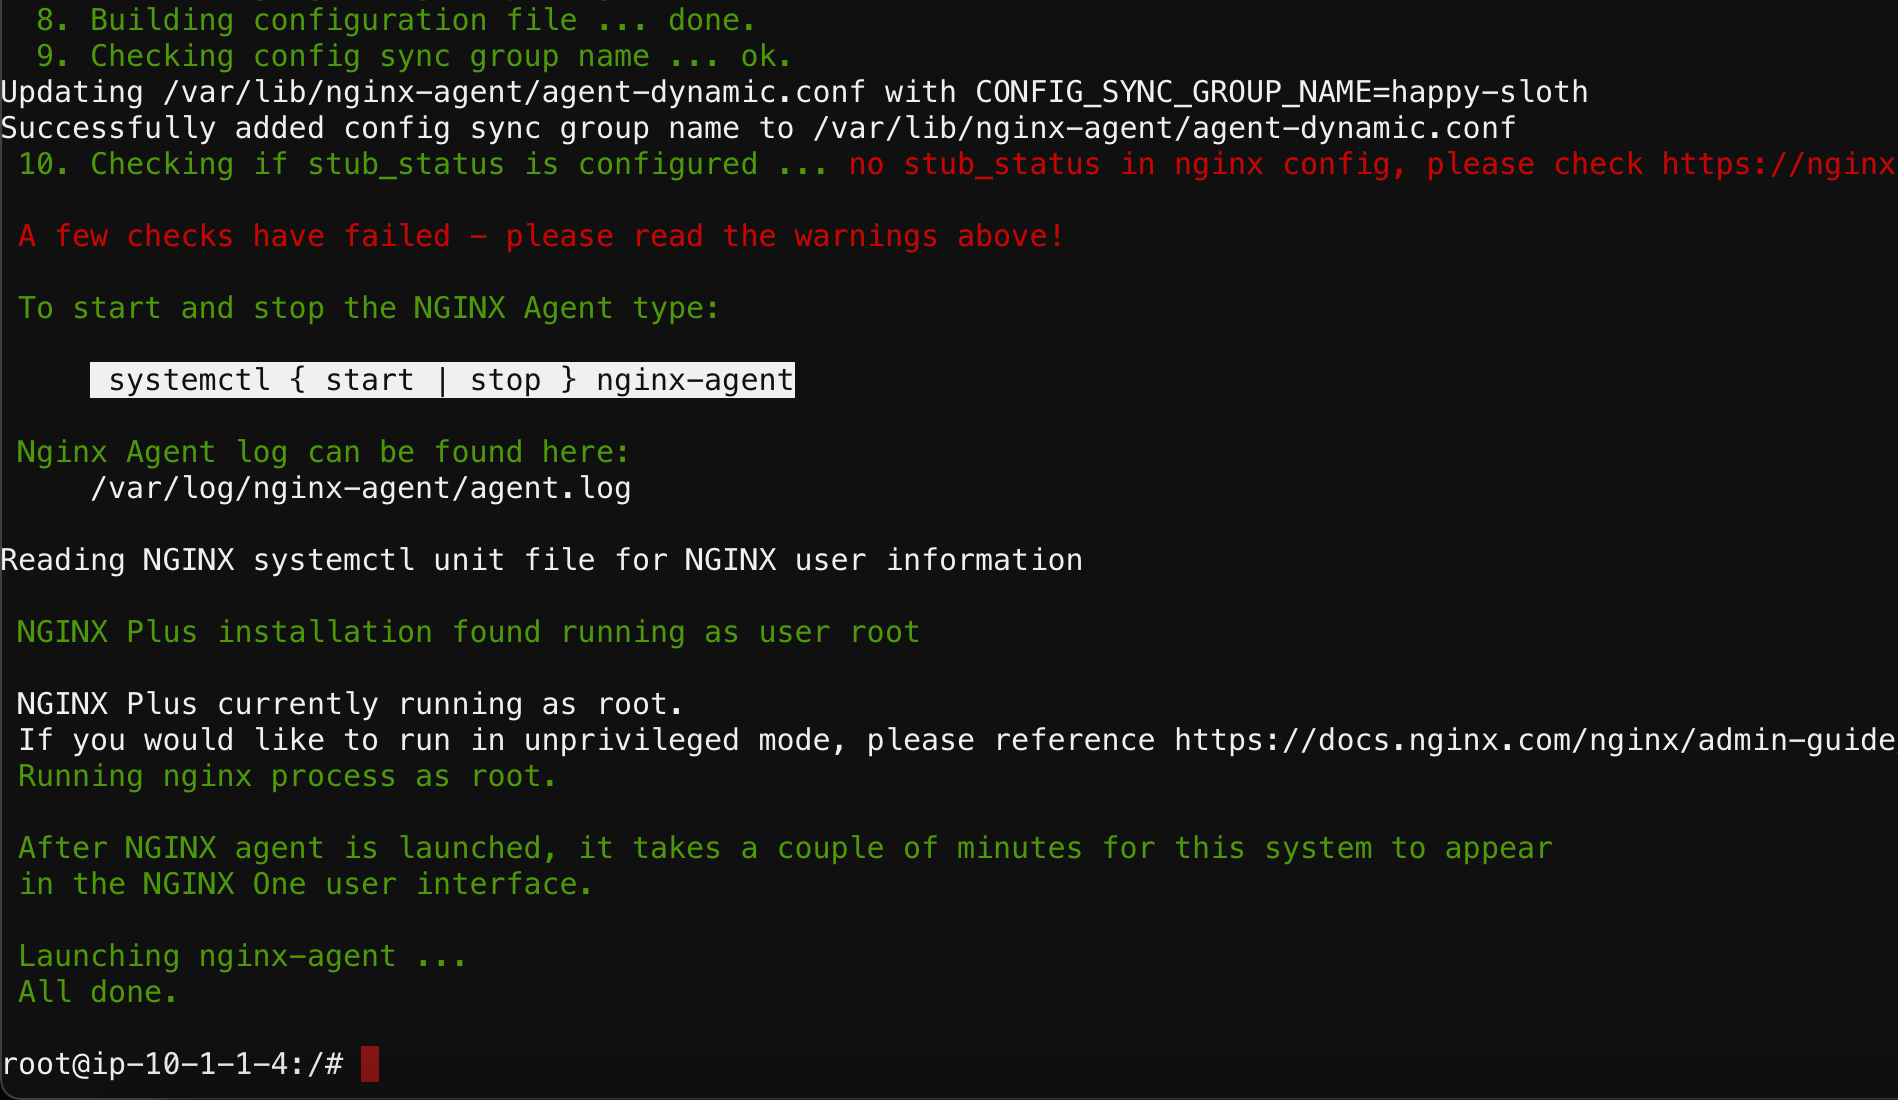 8. Building configuration file ... done.
9. Checking config sync group name ... ok.
Updating /var/lib/nginx-agent/agent-dynamic.conf with CONFIG_SYNC_GROUP_NAME=happy-sloth
Successfully added config sync group name to /var/lib/nginx-agent/agent-dynamic.conf
10. Checking if stub_status is configured ... no stub_status in nginx config, please check https://nginx
A few checks have failed - please read the warnings above!
To start and stop the NGINX Agent type:
systemctl { start | stop } nginx-agent
Nginx Agent log can be found here:
/var/log/nginx-agent/agent.log
Reading NGINX systemctl unit file for NGINX user information
NGINX Plus installation found running as user root
NGINX Plus currently running as root.
If you would like to run in unprivileged mode, please reference https://docs.nginx.com/nginx/admin-guide
Running nginx process as root.
After NGINX agent is launched, it takes a couple of minutes for this system to appear
in the NGINX One user interface.
Launching nginx-agent ...
All done.
root@ip-10-1-1-4:/#